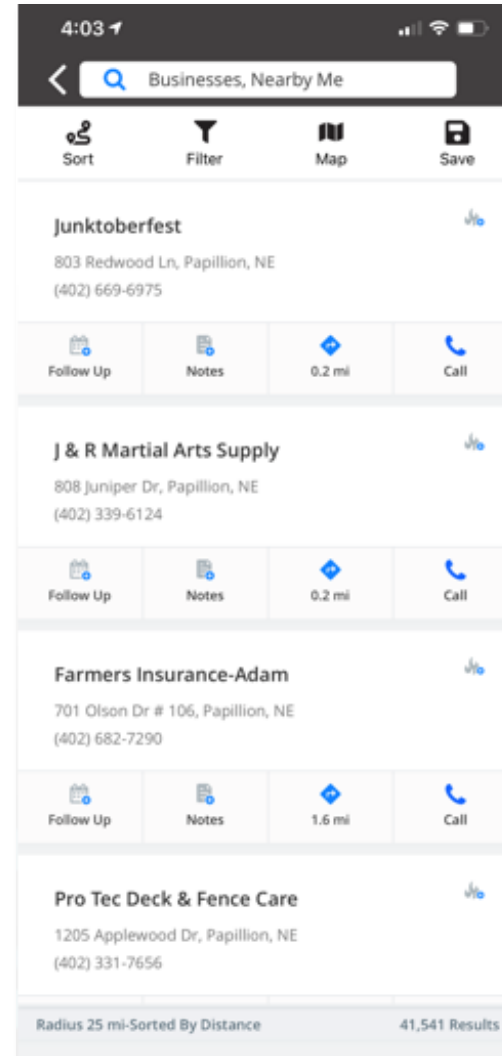 4:03
Businesses, Nearby Me
Sort Filter Map Save
Junktoberfest
803 Redwood Ln, Papillion, NE
(402) 669-6975
Follow Up Notes 0.2 mi Call
J & R Martial Arts Supply
808 Juniper Dr, Papillion, NE
(402) 339-6124
Follow Up Notes 0.2 mi Call
Farmers Insurance-Adam
701 Olson Dr # 106, Papillion, NE
(402) 682-7290
Follow Up Notes 1.6 mi Call
Pro Tec Deck & Fence Care
1205 Applewood Dr, Papillion, NE
(402) 331-7656
Radius 25 mi-Sorted By Distance 41,541 Results